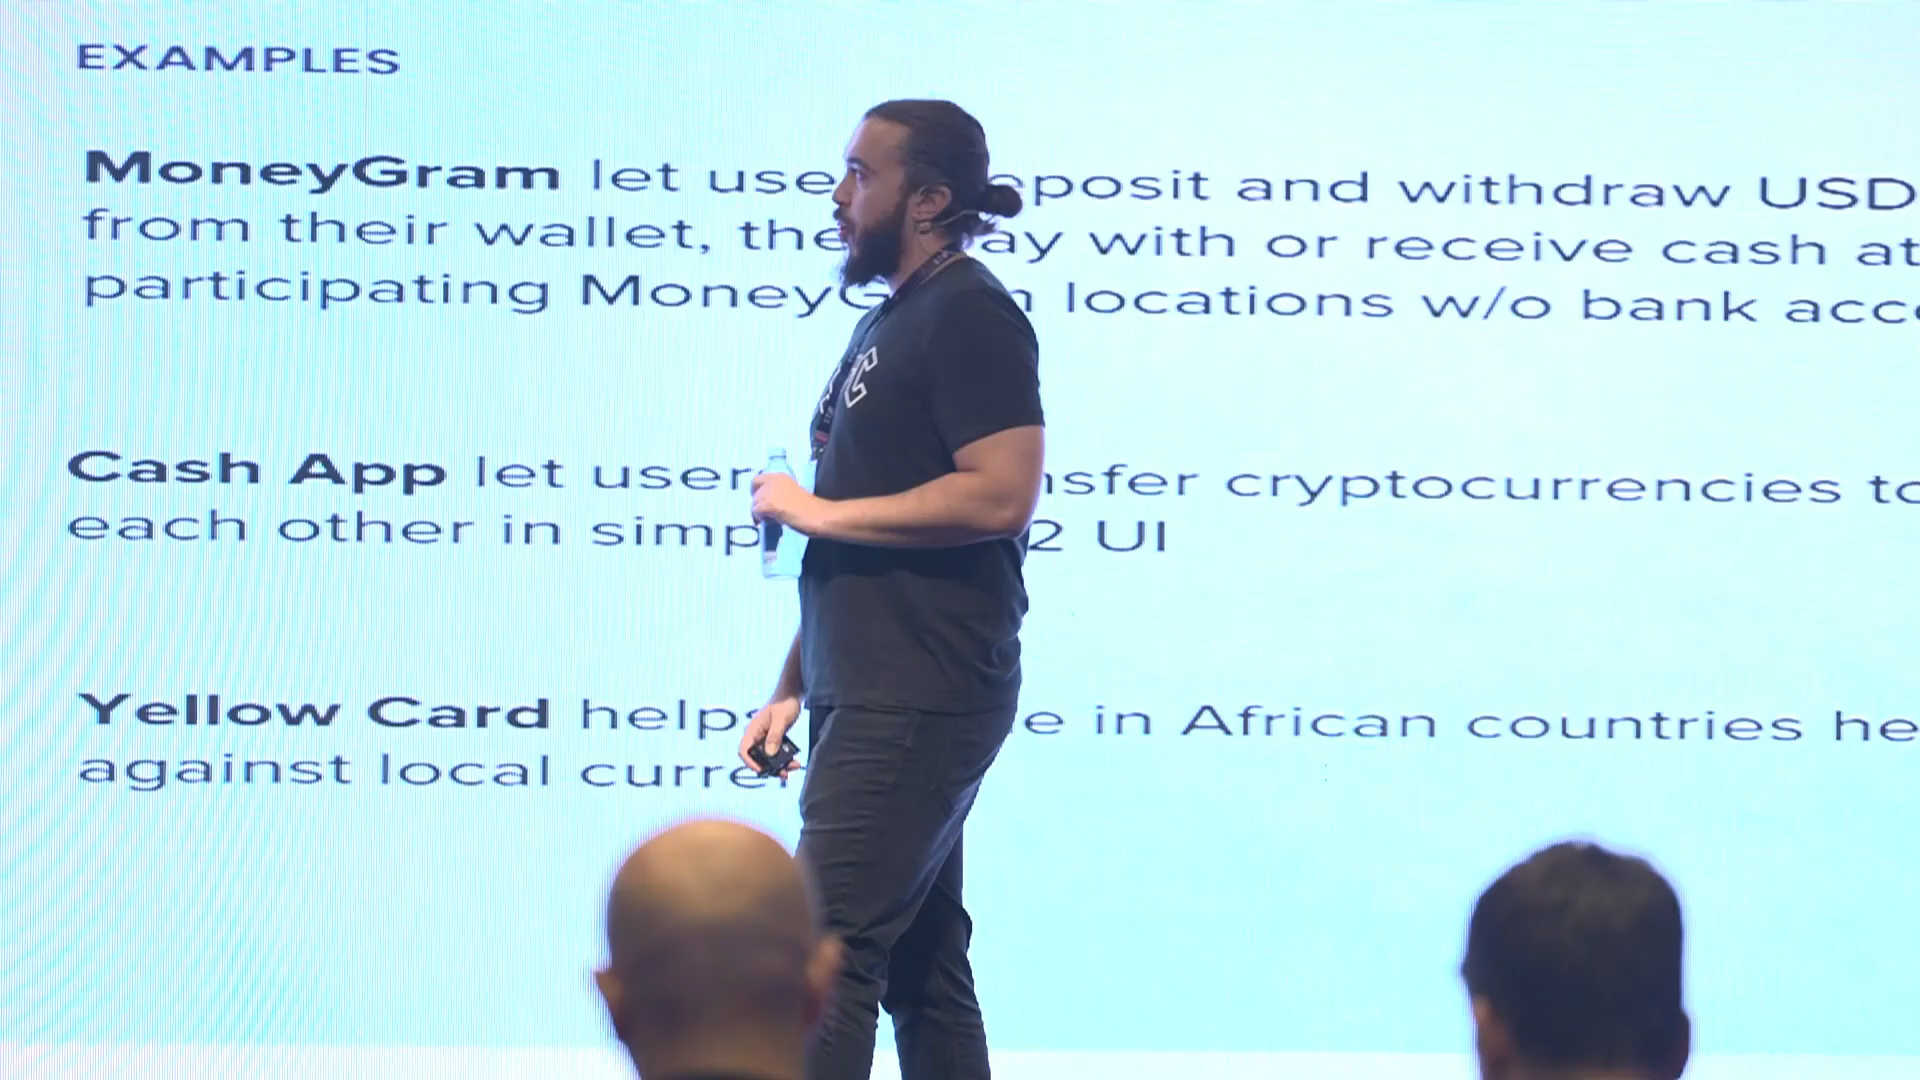 EXAMPLES
MoneyGram let use eposit and withdraw USD
from their wallet, the ay with or receive cash at
participating MoneyG locations w/o bank acc
Cash App let user nsfer cryptocurrencies to
each other in simp 2 UI
Yellow Card helps e in African countries he
against local curre